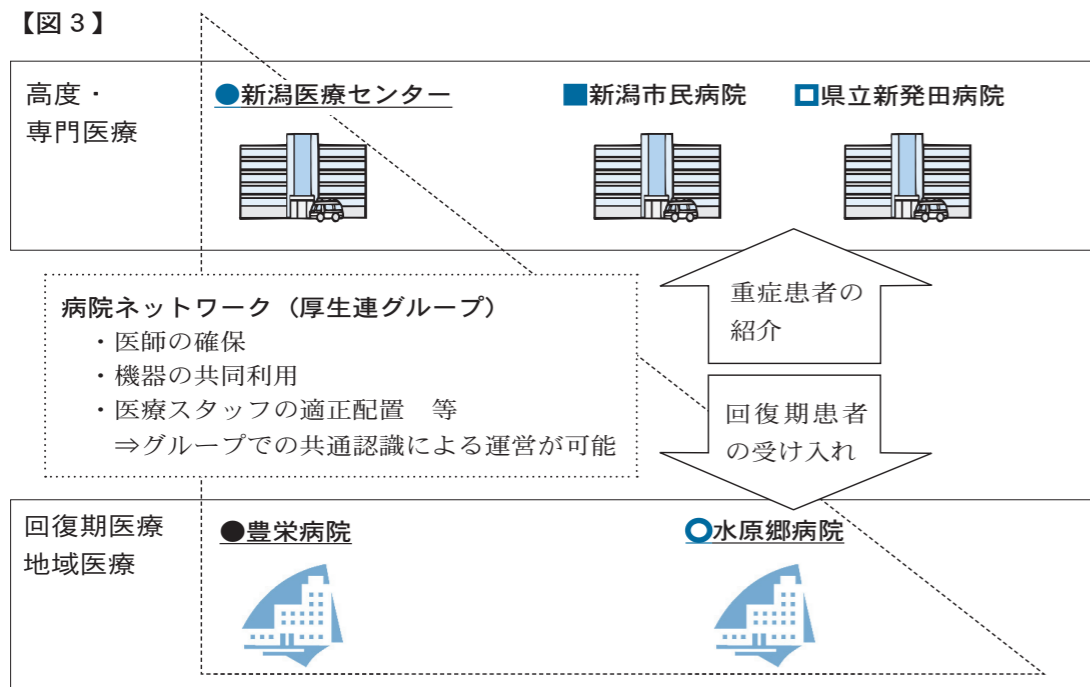 【図３】
高度・
専門医療
●新潟医療センター
■新潟市民病院
□県立新発田病院
病院ネットワーク（厚生連グループ）
・医師の確保
・機器の共同利用
・医療スタッフの適正配置　等
⇒グループでの共通認識による運営が可能
重症患者の
紹介
回復期患者
の受け入れ
回復期医療
地域医療
●豊栄病院
○水原郷病院